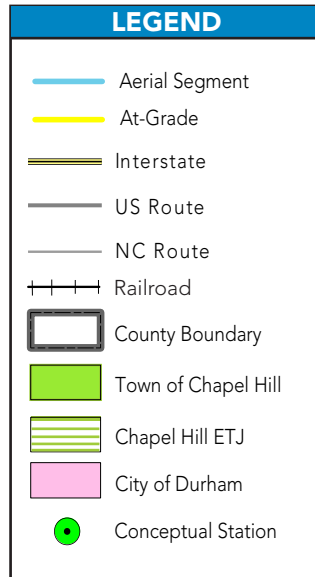 LEGEND
Aerial Segment
At-Grade
Interstate
US Route
NC Route
Railroad
County Boundary
Town of Chapel Hill
Chapel Hill ETJ
City of Durham
Conceptual Station